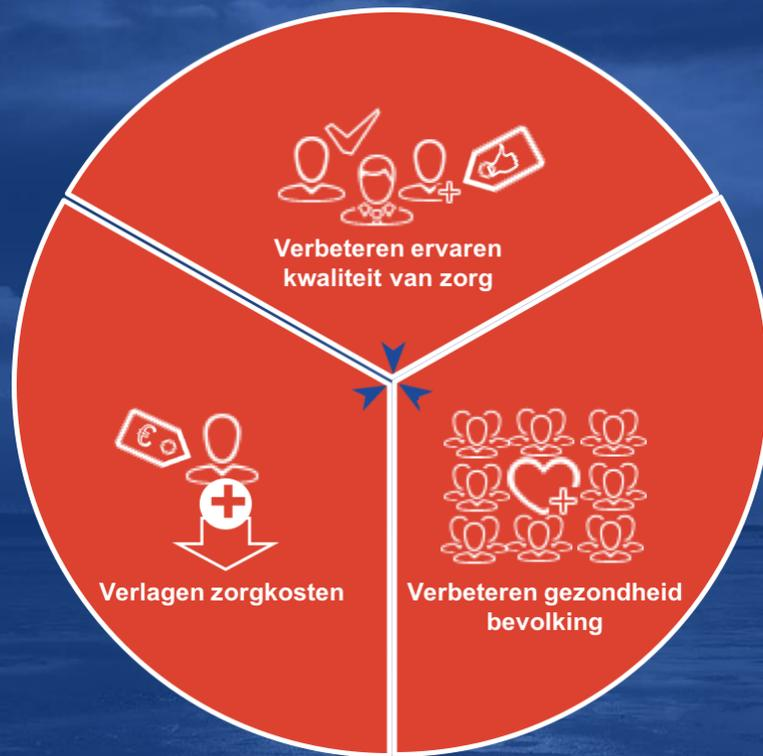 Verbeteren ervaren
kwaliteit van zorg
€
Verlagen zorgkosten
Verbeteren gezondheid
bevolking